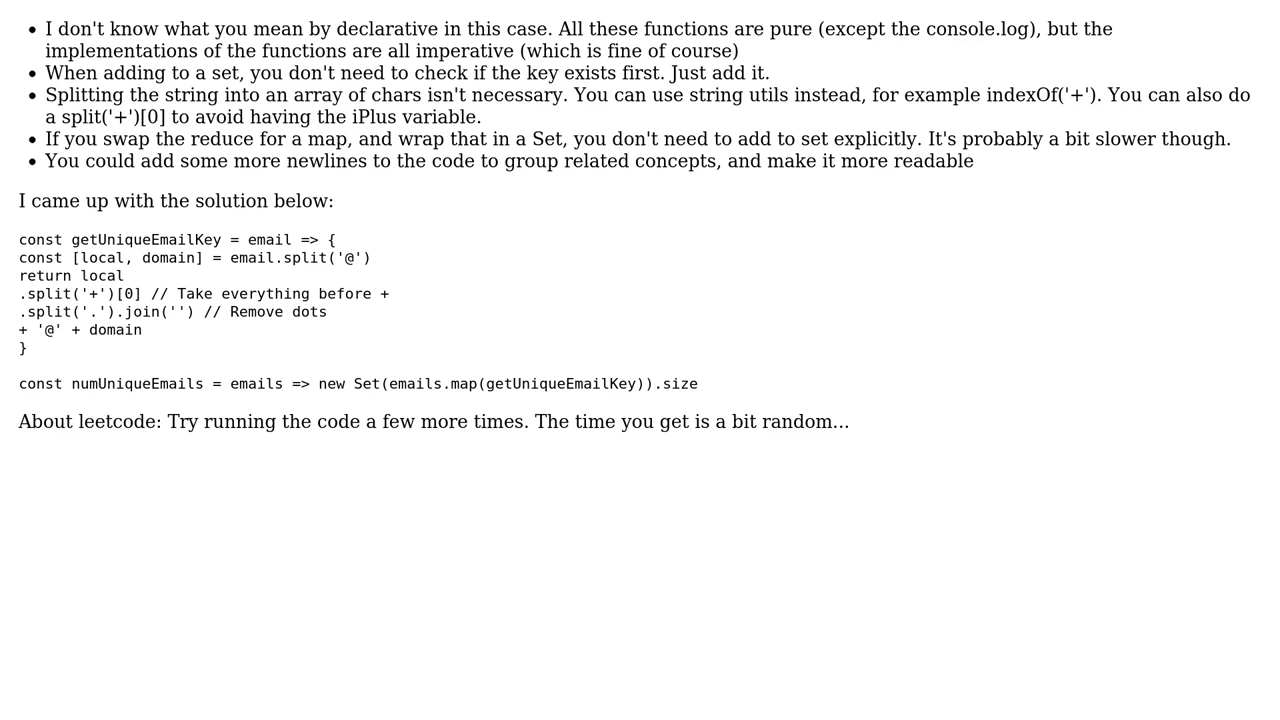 • I don't know what you mean by declarative in this case. All these functions are pure (except the console.log), but the
implementations of the functions are all imperative (which is fine of course)
• When adding to a set, you don't need to check if the key exists first. Just add it.
• Splitting the string into an array of chars isn't necessary. You can use string utils instead, for example indexOf('+'). You can also do
a split('+')[0] to avoid having the iPlus variable.
• If you swap the reduce for a map, and wrap that in a Set, you don't need to add to set explicitly. It's probably a bit slower though.
• You could add some more newlines to the code to group related concepts, and make it more readable
I came up with the solution below:
const getUniqueEmailKey = email => {
const [local, domain] = email.split('@')
return local
.split('+')[0] // Take everything before +
.split('.').join('') // Remove dots
+ '@' + domain
}
const numUniqueEmails = emails => new Set(emails.map(getUniqueEmailKey)).size
About leetcode: Try running the code a few more times. The time you get is a bit random...